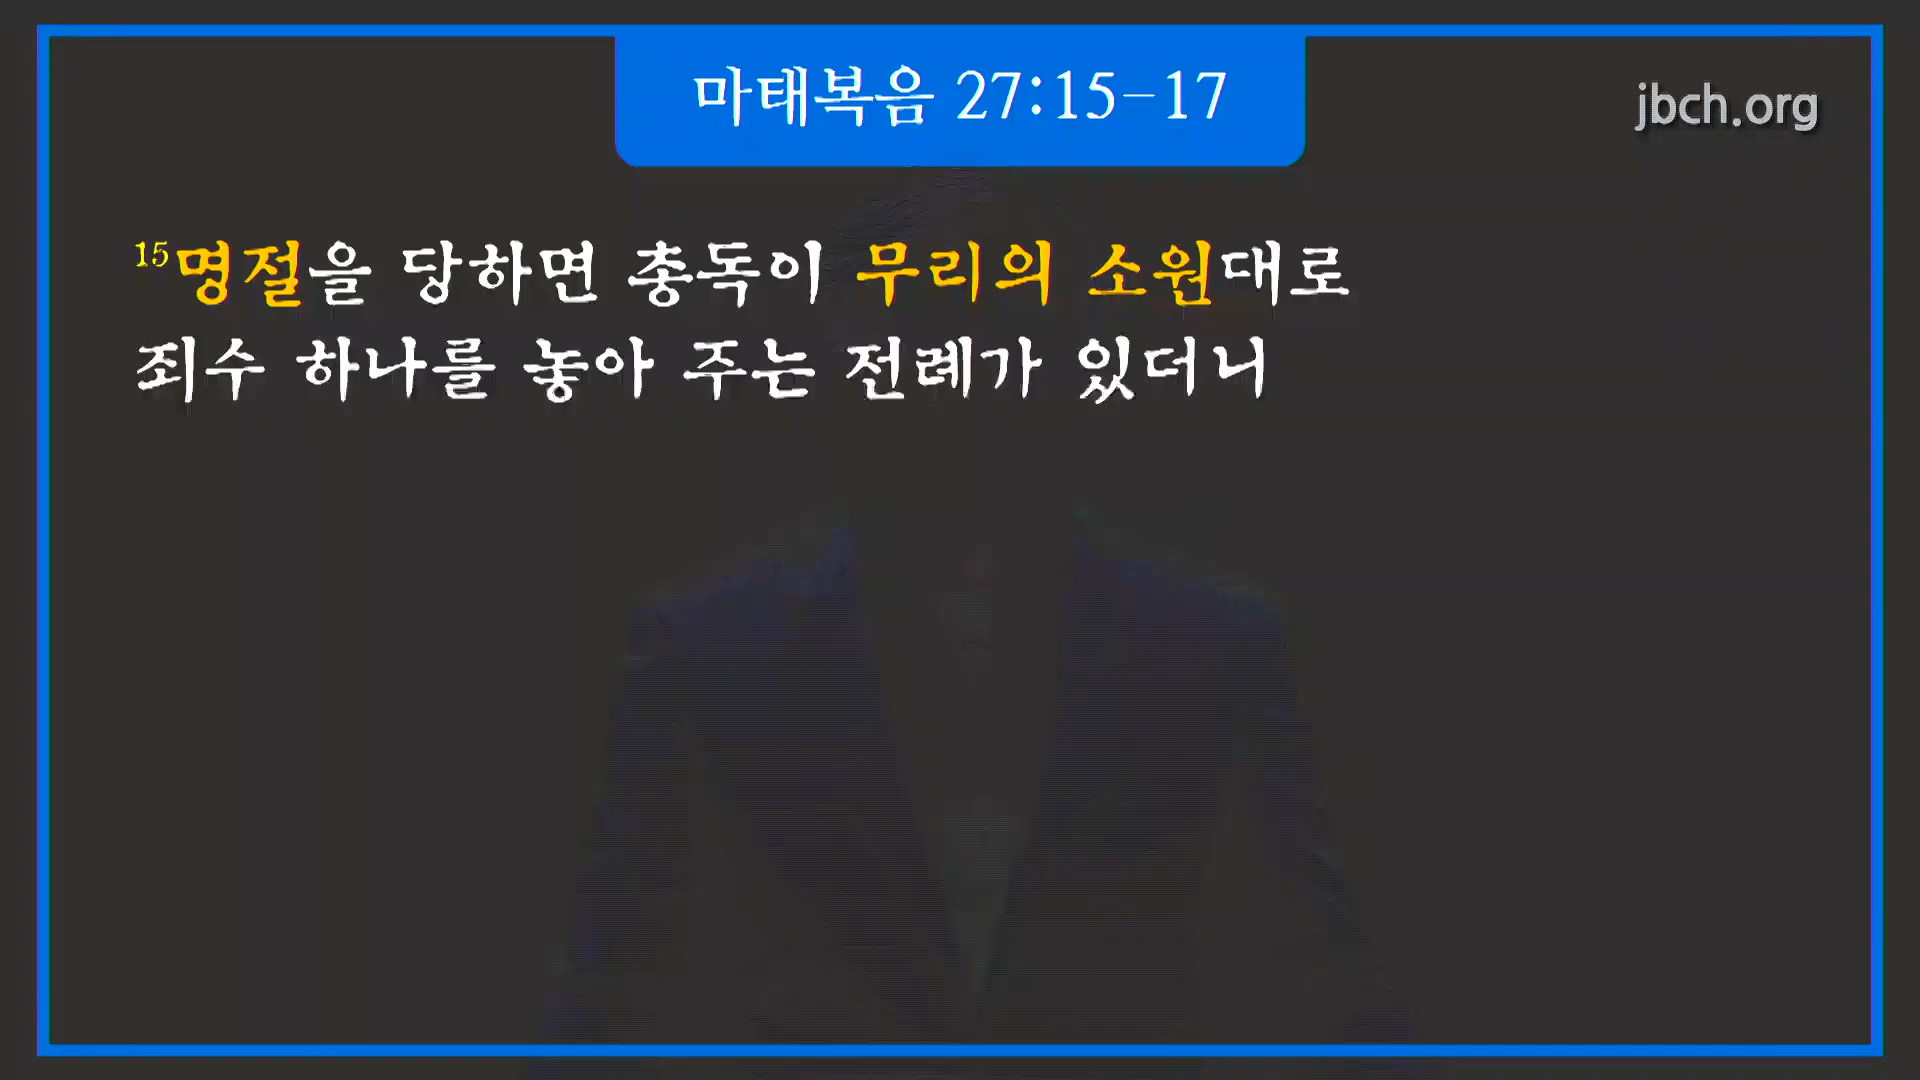 마태복음 27:15-17
jbch.org
15명절을 당하면 총독이 무리의 소원대로
죄수 하나를 놓아 주는 전례가 있더니